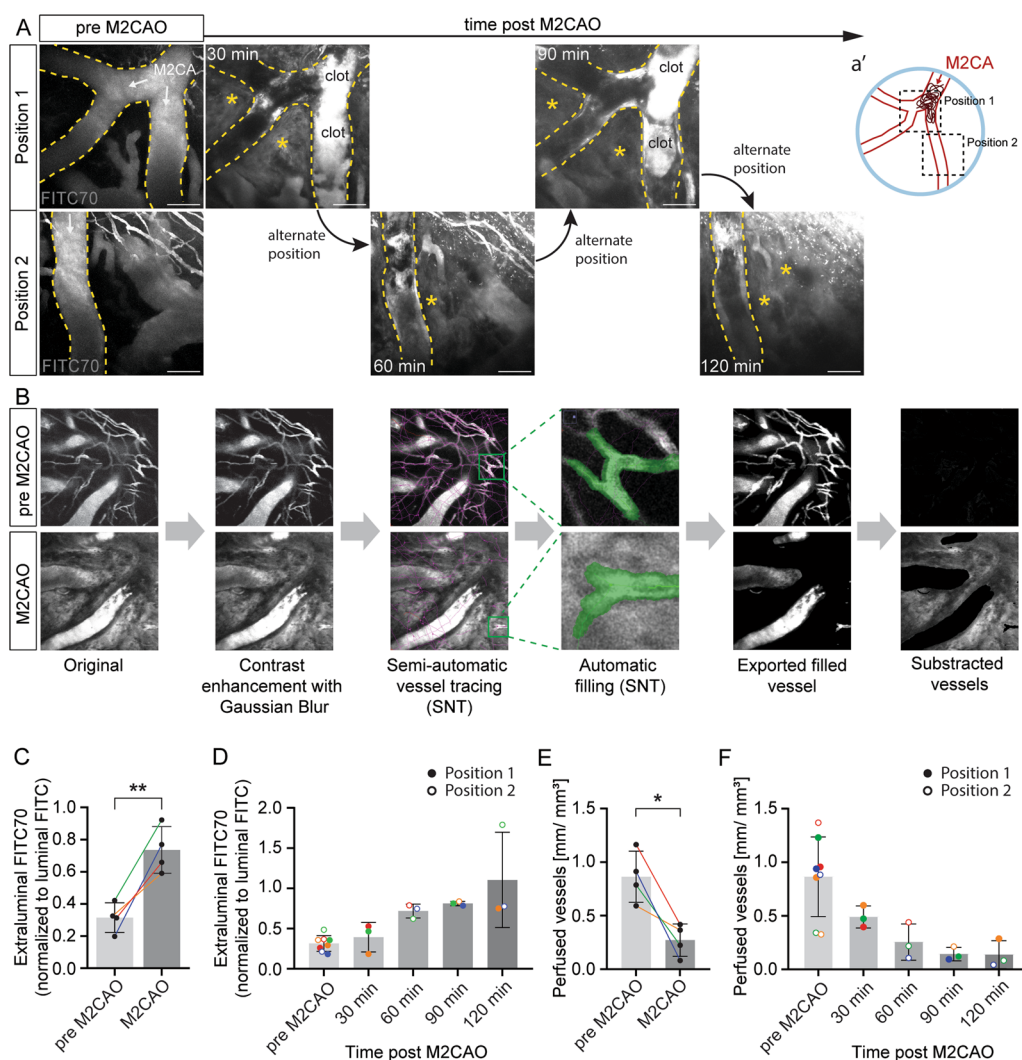 A
pre M2CAO
time post M2CAO
Position 1
M2CA
FITC70
30 min
clot
clot
90 min
clot
clot
a'
M2CA
Position 1
Position 2
alternate
position
alternate
position
alternate
position
Position 2
FITC70
60 min
120 min
B
pre M2CAO
M2CAO
Original
Contrast
enhancement with
Gaussian Blur
Semi-automatic
vessel tracing
(SNT)
Automatic
filling (SNT)
Exported filled
vessel
Substracted
vessels
C
Extraluminal FITC70
(normalized to luminal FITC)
1.0
0.8
0.6
0.4
0.2
0.0
**
pre M2CAO
M2CAO
D
Position 1
Position 2
Extraluminal FITC70
(normalized to luminal FITC)
2.0
1.5
1.0
0.5
0.0
pre M2CAO
30 min
60 min
90 min
120 min
Time post M2CAO
E
Perfused vessels [mm/ mm³]
1.5
1.0
0.5
0.0
*
pre M2CAO
M2CAO
F
Position 1
Position 2
Perfused vessels [mm/ mm³]
1.5
1.0
0.5
0.0
pre M2CAO
30 min
60 min
90 min
120 min
Time post M2CAO